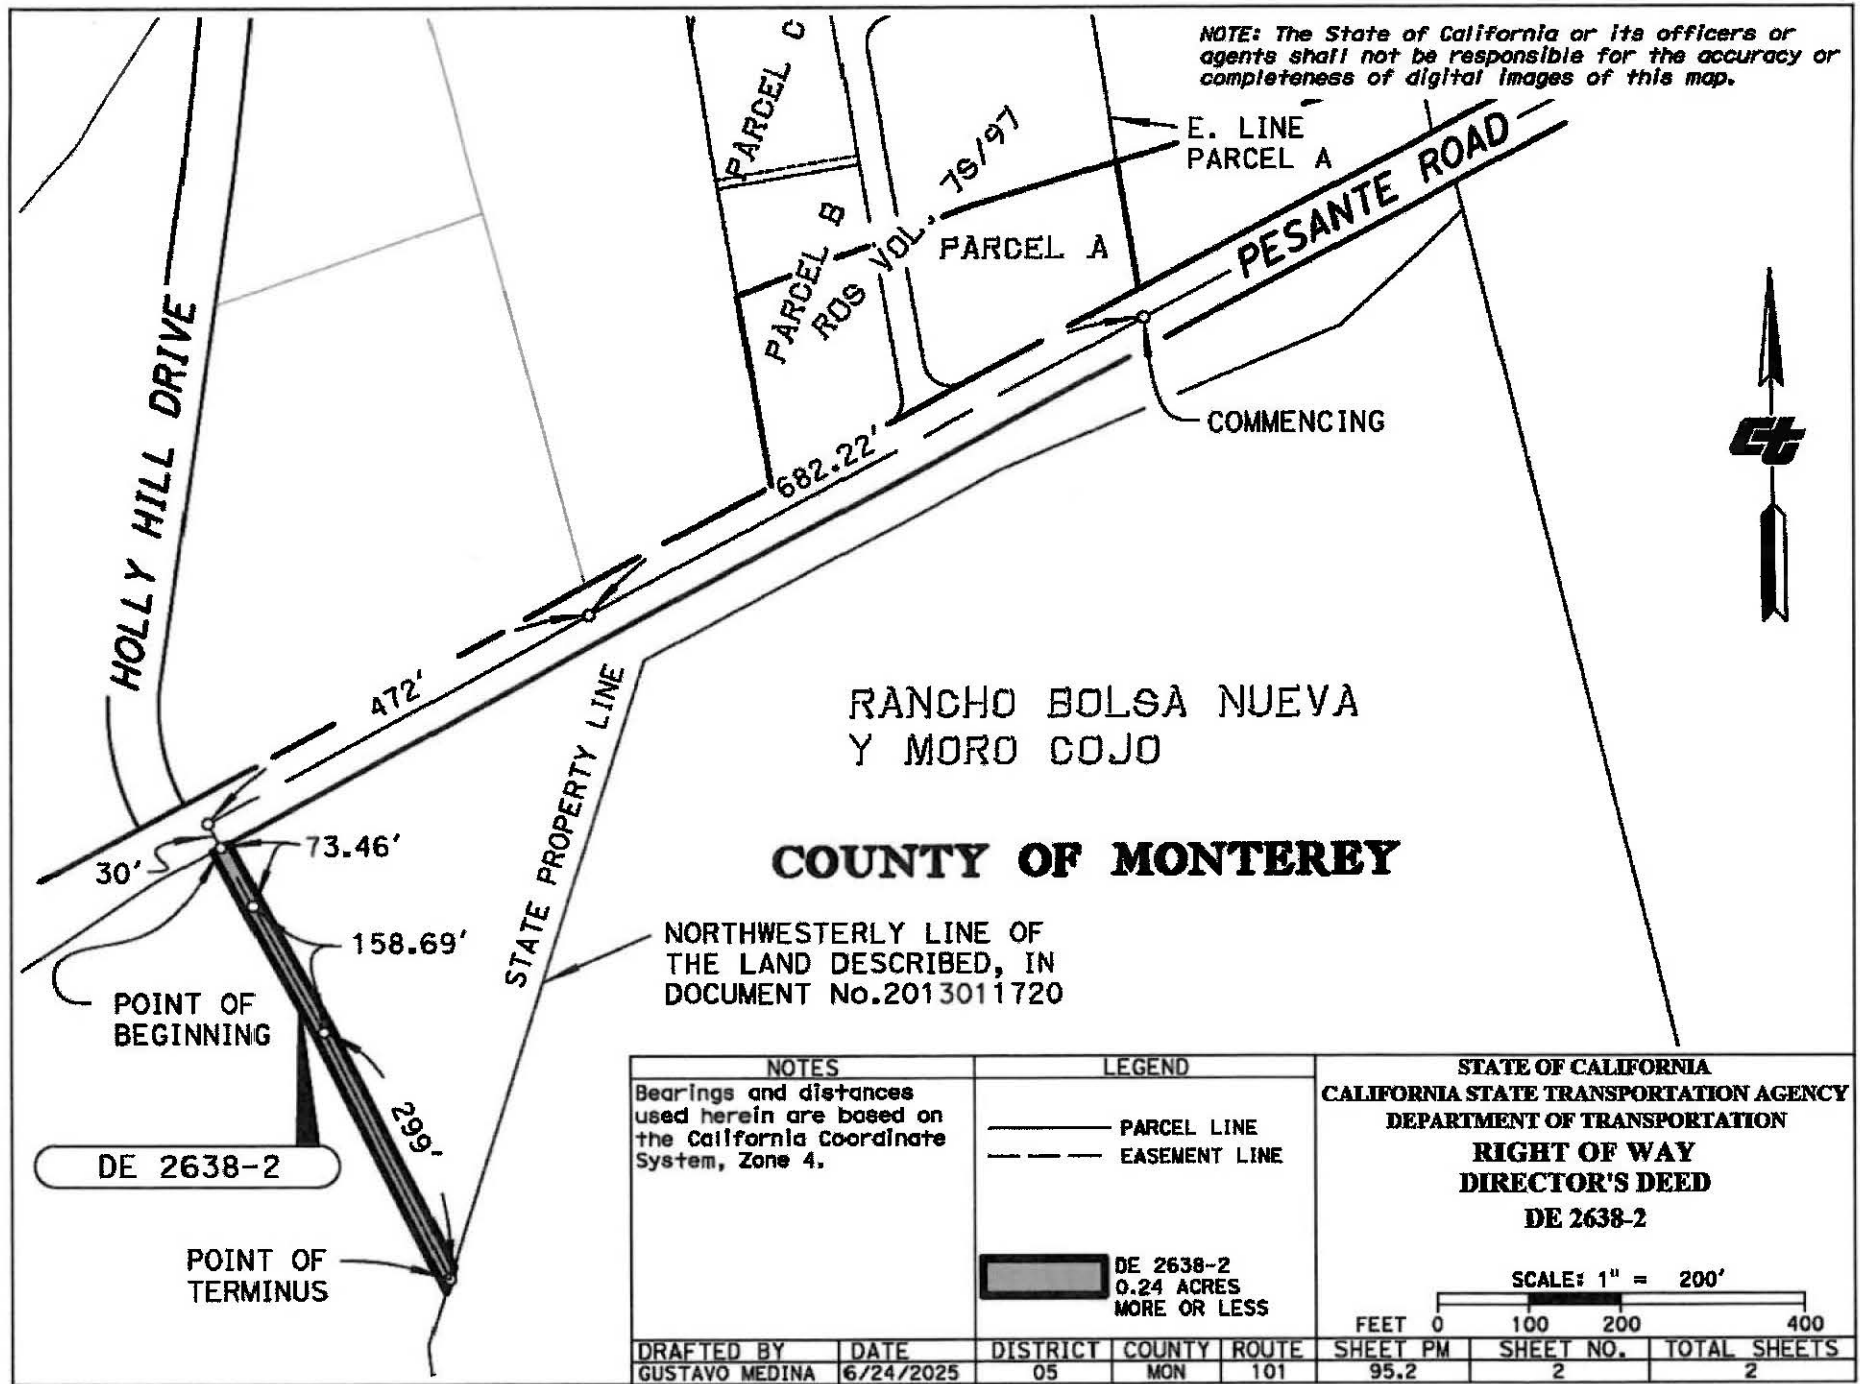 NOTE: The State of California or its officers or
agents shall not be responsible for the accuracy or
completeness of digital images of this map.
PARCEL C
E. LINE
PARCEL A
PESANTE ROAD
ROS VOL. 7S/97
PARCEL B
PARCEL A
HOLLY HILL DRIVE
COMMENCING
Ct
682.22'
472'
STATE PROPERTY LINE
RANCHO BOLSA NUEVA
Y MORO COJO
COUNTY OF MONTEREY
30'
73.46'
158.69'
NORTHWESTERLY LINE OF
THE LAND DESCRIBED, IN
DOCUMENT No.2013011720
POINT OF
BEGINNING
299'
DE 2638-2
POINT OF
TERMINUS
NOTES
Bearings and distances
used herein are based on
the California Coordinate
System, Zone 4.
LEGEND
PARCEL LINE
EASEMENT LINE
DE 2638-2
0.24 ACRES
MORE OR LESS
STATE OF CALIFORNIA
CALIFORNIA STATE TRANSPORTATION AGENCY
DEPARTMENT OF TRANSPORTATION
RIGHT OF WAY
DIRECTOR'S DEED
DE 2638-2
SCALE: 1" = 200'
FEET 0 100 200 400
DRAFTED BY DATE DISTRICT COUNTY ROUTE SHEET PM SHEET NO. TOTAL SHEETS
GUSTAVO MEDINA 6/24/2025 05 MON 101 95.2 2 2